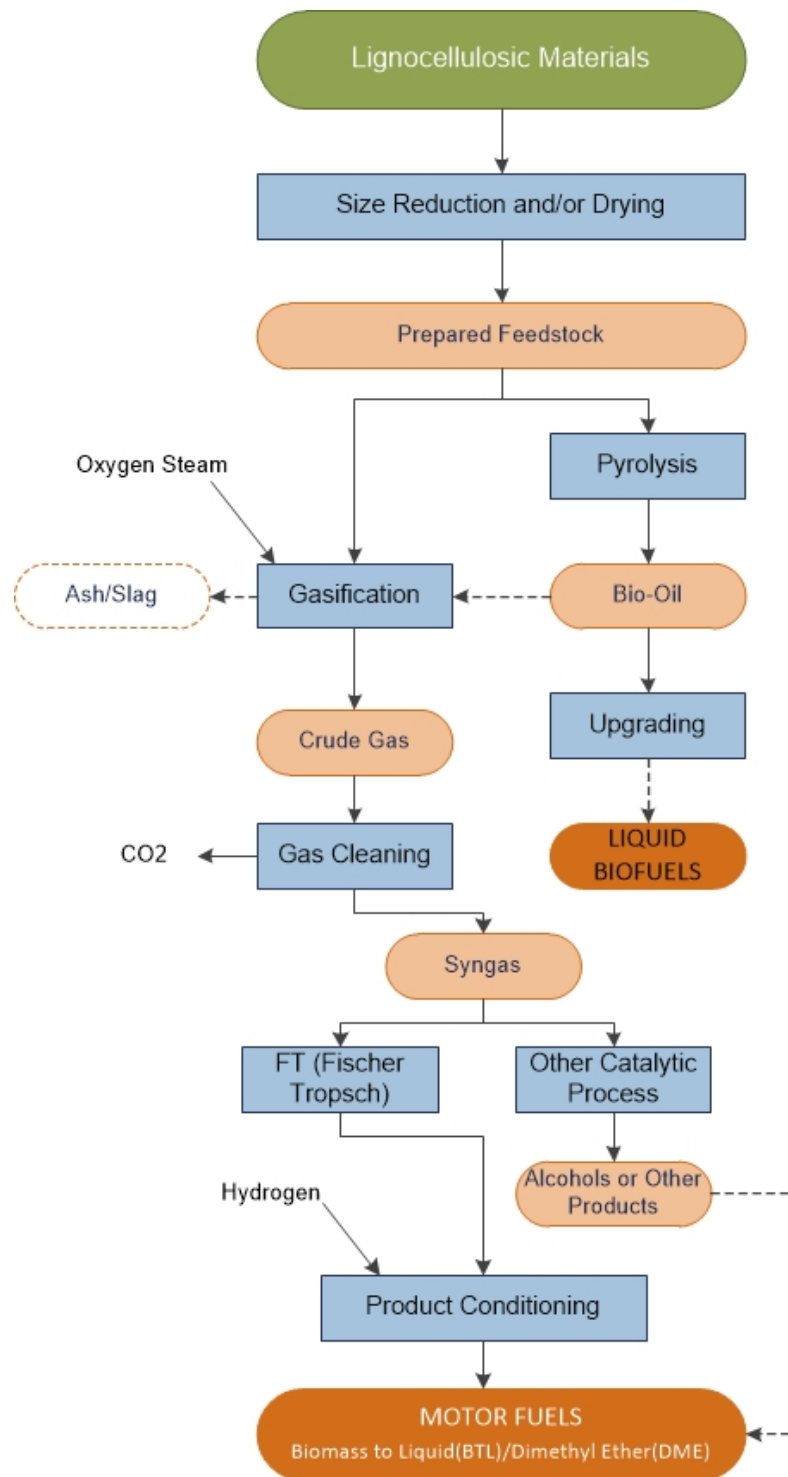 Lignocellulosic Materials
Size Reduction and/or Drying
Prepared Feedstock
Oxygen Steam
Pyrolysis
Ash/Slag
Gasification
Bio-Oil
Crude Gas
Upgrading
CO2
Gas Cleaning
LIQUID
BIOFUELS
Syngas
FT (Fischer
Tropsch)
Other Catalytic
Process
Alcohols or Other
Products
Hydrogen
Product Conditioning
MOTOR FUELS
Biomass to Liquid(BTL)/Dimethyl Ether(DME)